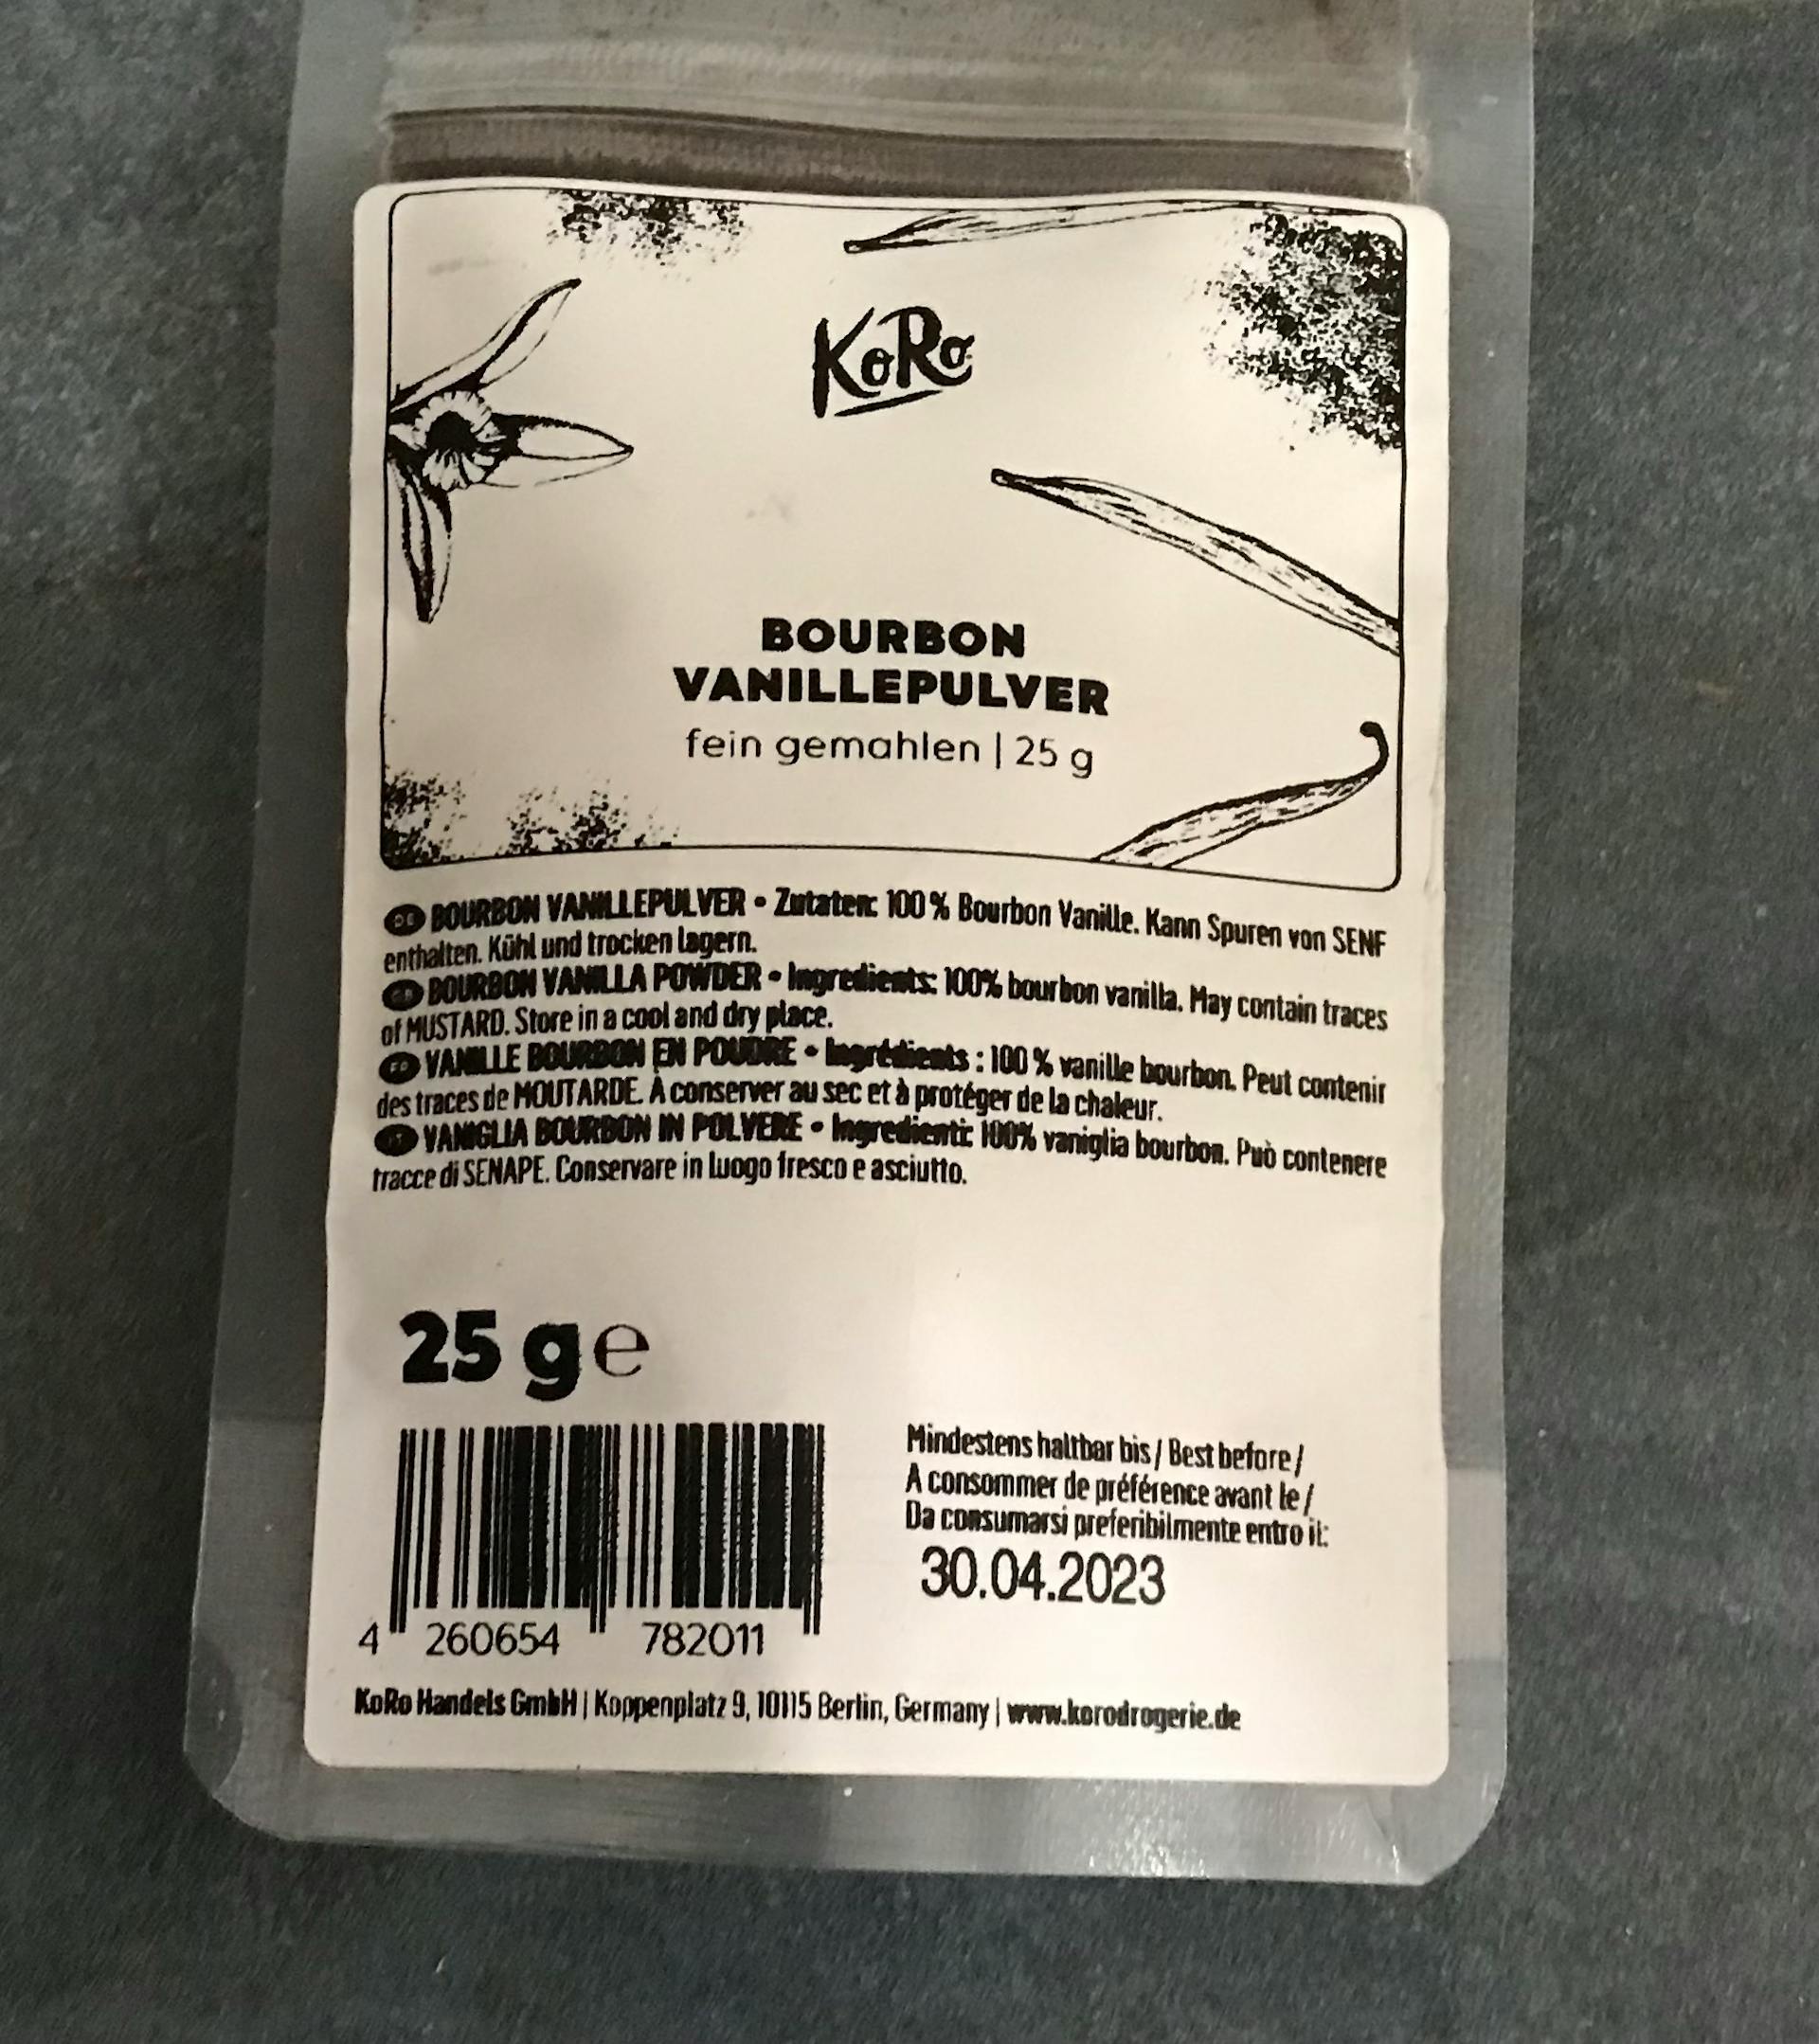 KoRo
BOURBON
VANILLEPULVER
fein gemahlen | 25 g
DE BOURBON VANILLEPULVER • Zutaten: 100 % Bourbon Vanille. Kann Spuren von SENF
enthalten. Kühl und trocken lagern.
BOURBON VANILLA POWDER • Ingredients: 100% bourbon vanilla. May contain traces
of MUSTARD. Store in a cool and dry place.
VANILLE BOURBON EN POUDRE • Ingrédients : 100 % vanille bourbon. Peut contenir
des traces de MOUTARDE. À conserver au sec et à protéger de la chaleur.
VANIGLIA BOURBON IN POLVERE • Ingredienti: 100% vaniglia bourbon. Può contenere
tracce di SENAPE. Conservare in luogo fresco e asciutto.
25 g e
Mindestens haltbar bis / Best before /
A consommer de préférence avant le /
Da consumarsi preferibilmente entro il:
30.04.2023
4 260654 782011
KoRo Handels GmbH | Koppenplatz 9, 10115 Berlin, Germany | www.korodrogerie.de